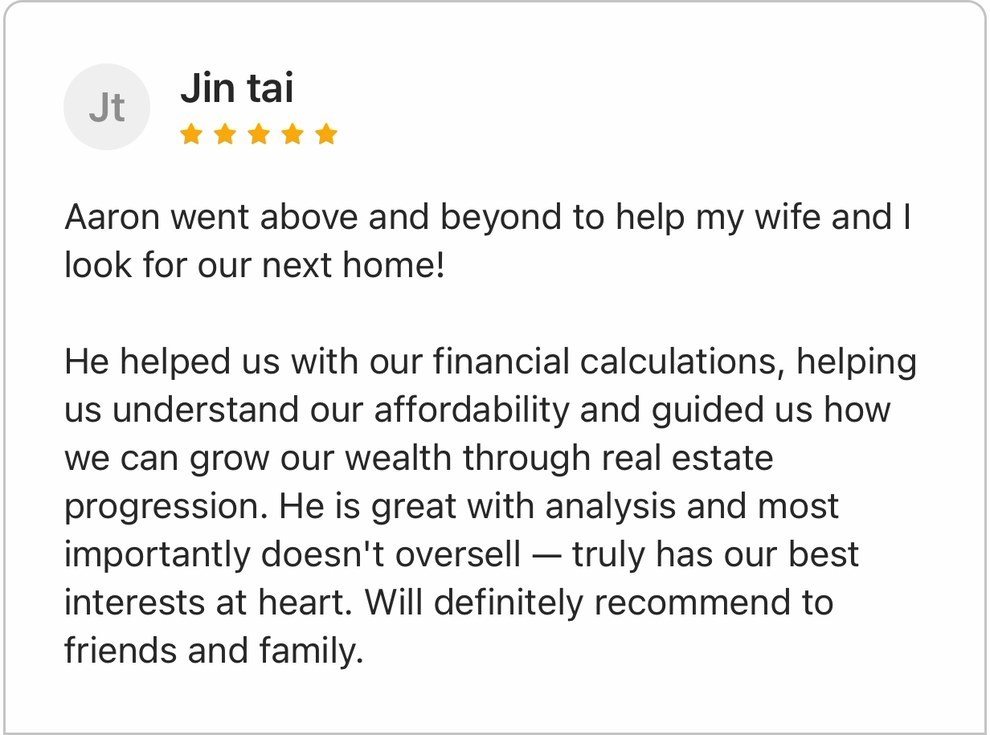 Jt
Jin tai
Aaron went above and beyond to help my wife and I
look for our next home!
He helped us with our financial calculations, helping
us understand our affordability and guided us how
we can grow our wealth through real estate
progression. He is great with analysis and most
importantly doesn't oversell — truly has our best
interests at heart. Will definitely recommend to
friends and family.